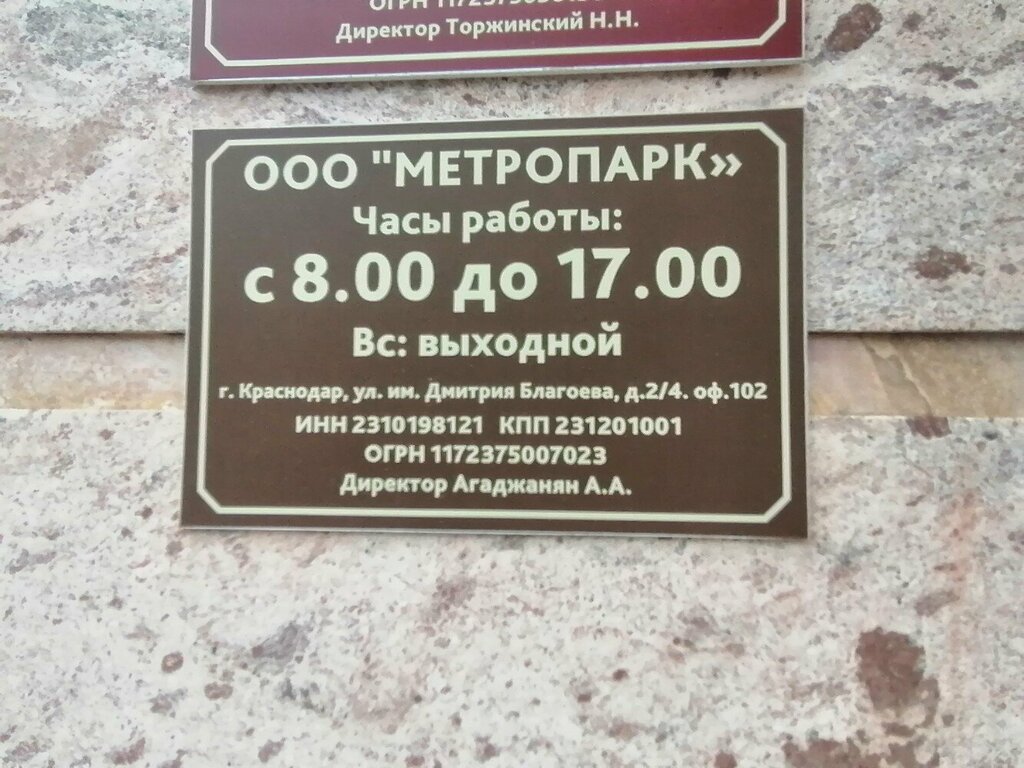 Директор Торжинский Н.Н.
ООО "МЕТРОПАРК»
Часы работы:
с 8.00 до 17.00
Вс: выходной
г. Краснодар, ул. им. Дмитрия Благоева, д.2/4. оф.102
ИНН 2310198121 КПП 231201001
ОГРН 1172375007023
Директор Агаджанян А.А.